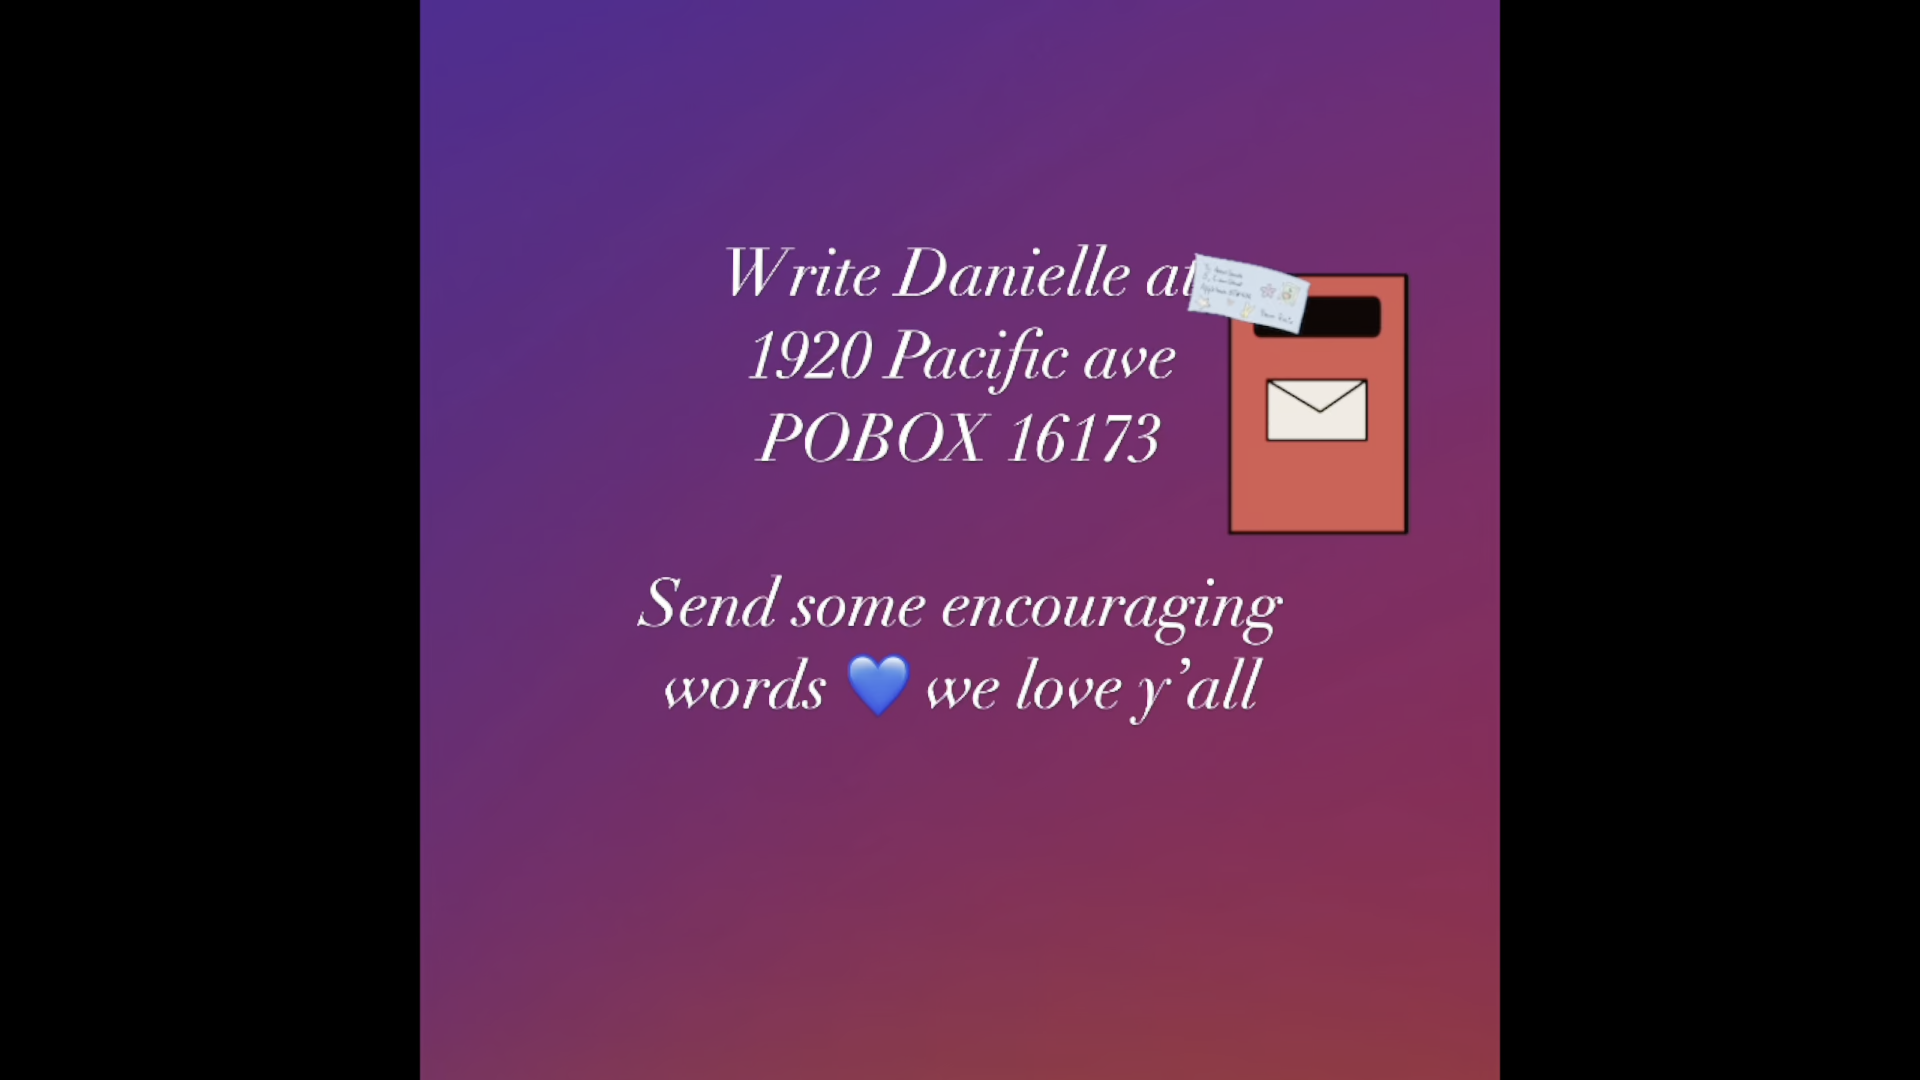 Write Danielle at
1920 Pacific ave
POBOX 16173
Send some encouraging
words 💙 we love y’all